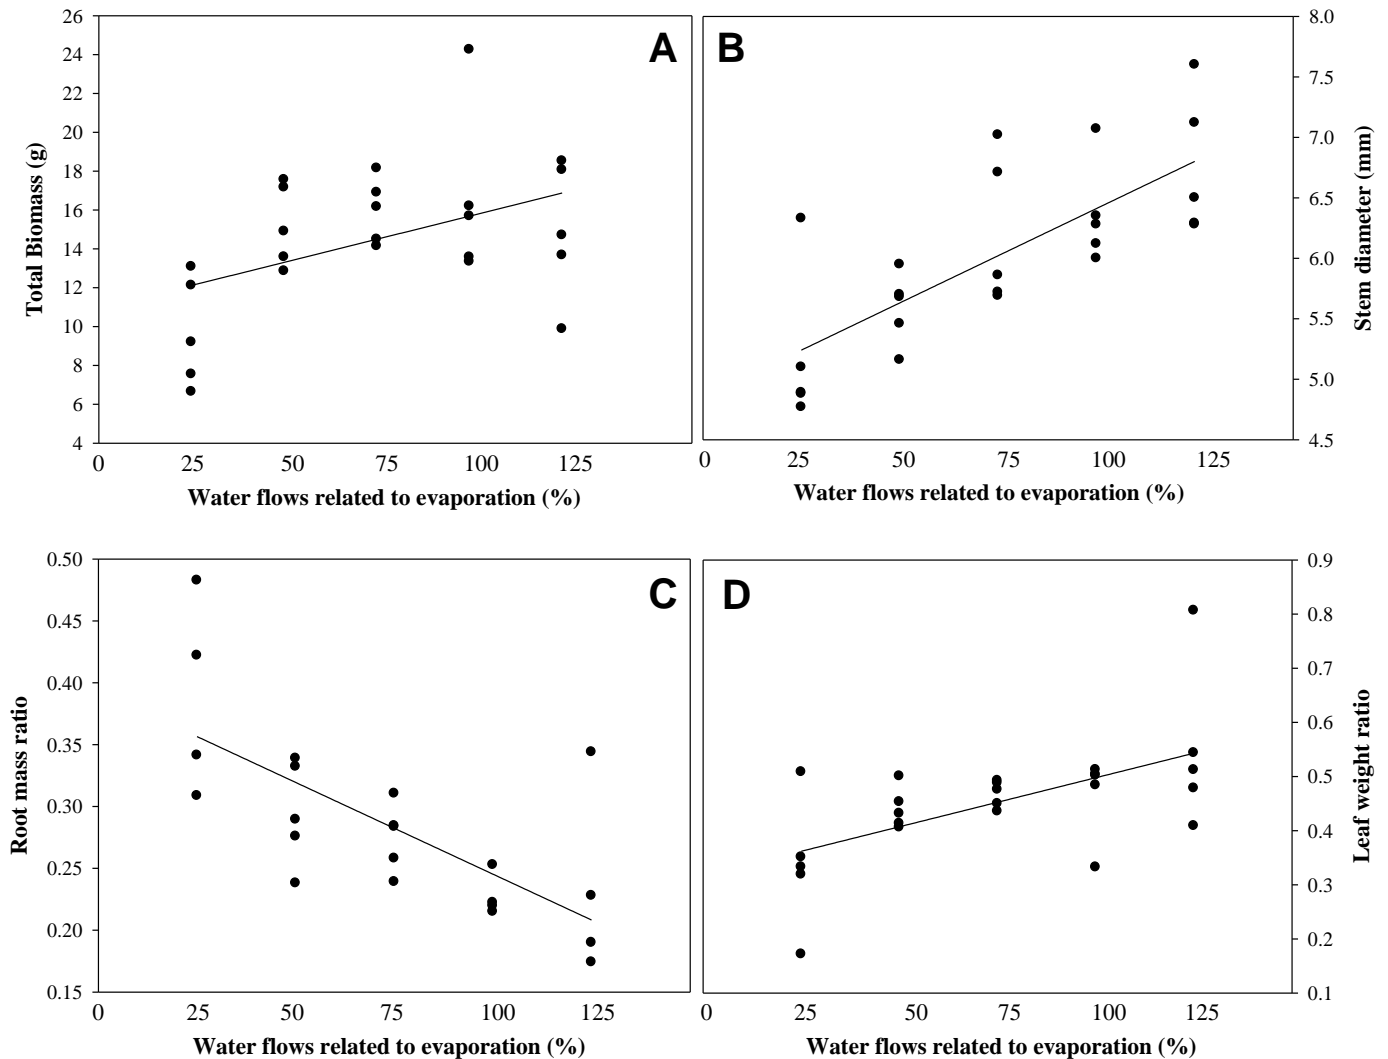 A
B
26
24
22
20
18
16
14
12
10
8
6
4
Total Biomass (g)
0 25 50 75 100 125
Water flows related to evaporation (%)
8.0
7.5
7.0
6.5
6.0
5.5
5.0
4.5
Stem diameter (mm)
0 25 50 75 100 125
Water flows related to evaporation (%)
C
D
0.50
0.45
0.40
0.35
0.30
0.25
0.20
0.15
Root mass ratio
0 25 50 75 100 125
Water flows related to evaporation (%)
0.9
0.8
0.7
0.6
0.5
0.4
0.3
0.2
0.1
Leaf weight ratio
0 25 50 75 100 125
Water flows related to evaporation (%)